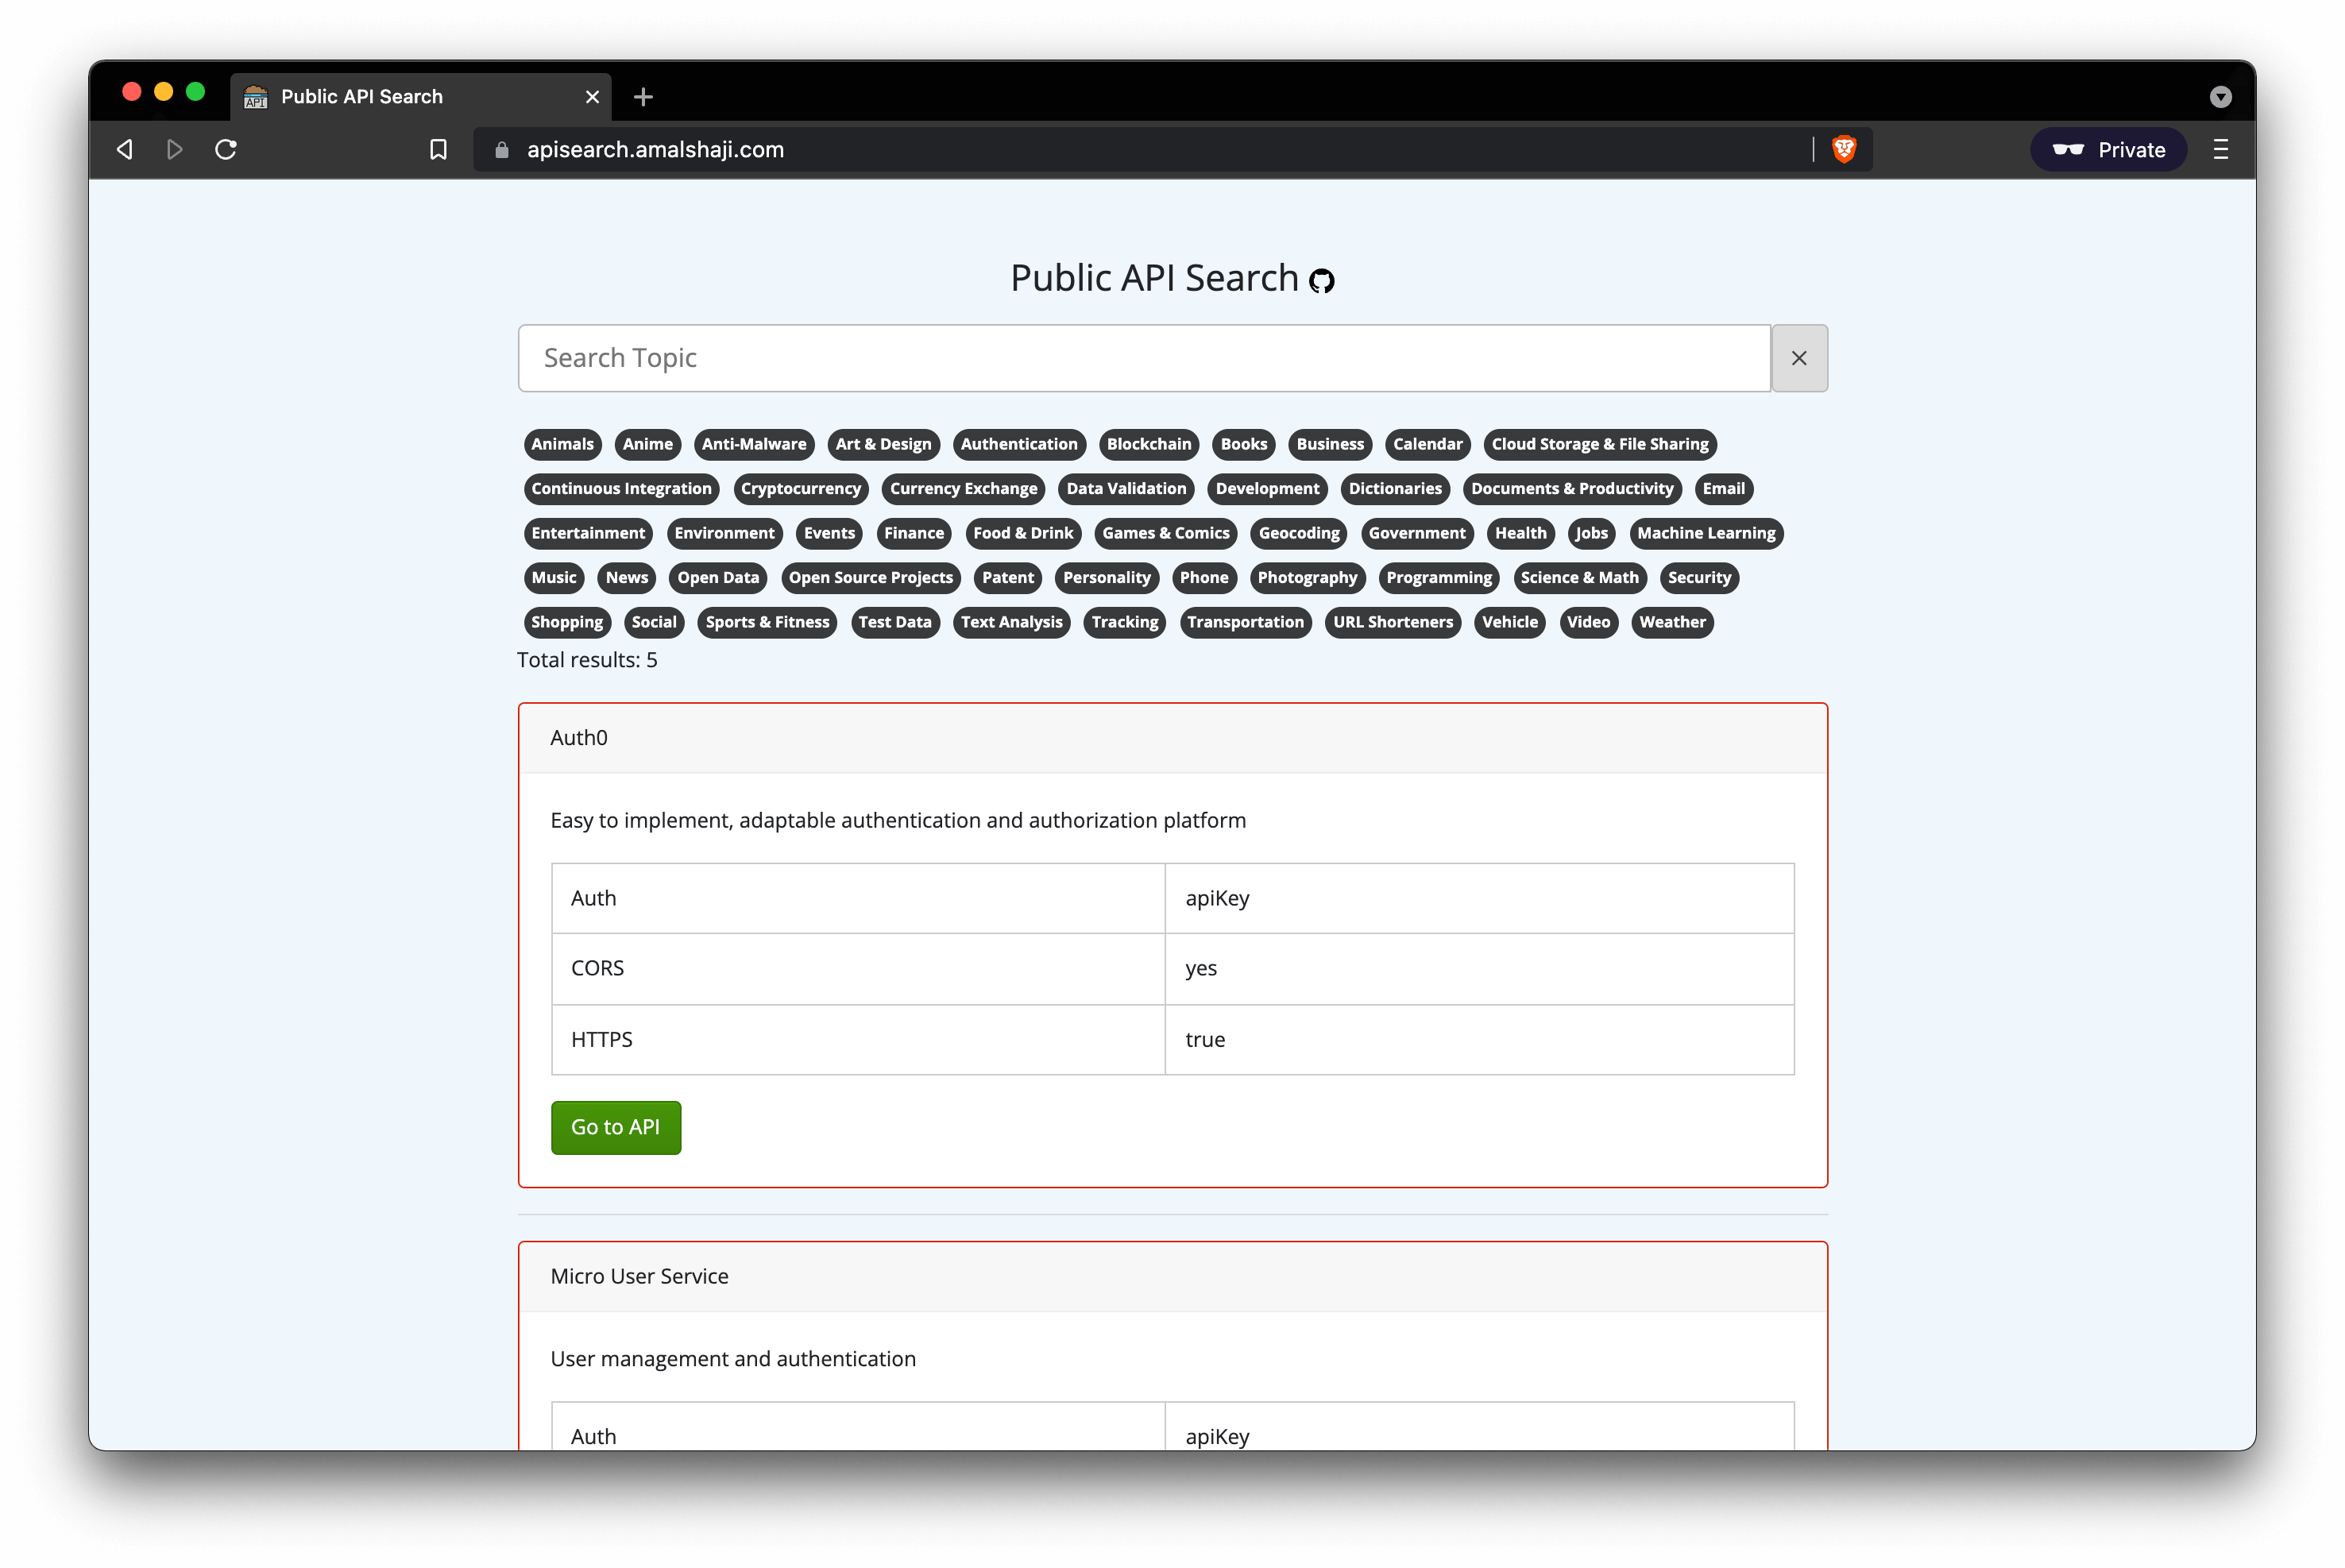 API Public API Search
apisearch.amalshaji.com Private
Public API Search
Search Topic
Animals Anime Anti-Malware Art & Design Authentication Blockchain Books Business Calendar Cloud Storage & File Sharing
Continuous Integration Cryptocurrency Currency Exchange Data Validation Development Dictionaries Documents & Productivity Email
Entertainment Environment Events Finance Food & Drink Games & Comics Geocoding Government Health Jobs Machine Learning
Music News Open Data Open Source Projects Patent Personality Phone Photography Programming Science & Math Security
Shopping Social Sports & Fitness Test Data Text Analysis Tracking Transportation URL Shorteners Vehicle Video Weather
Total results: 5
Auth0
Easy to implement, adaptable authentication and authorization platform
Auth apiKey
CORS yes
HTTPS true
Go to API
Micro User Service
User management and authentication
Auth apiKey